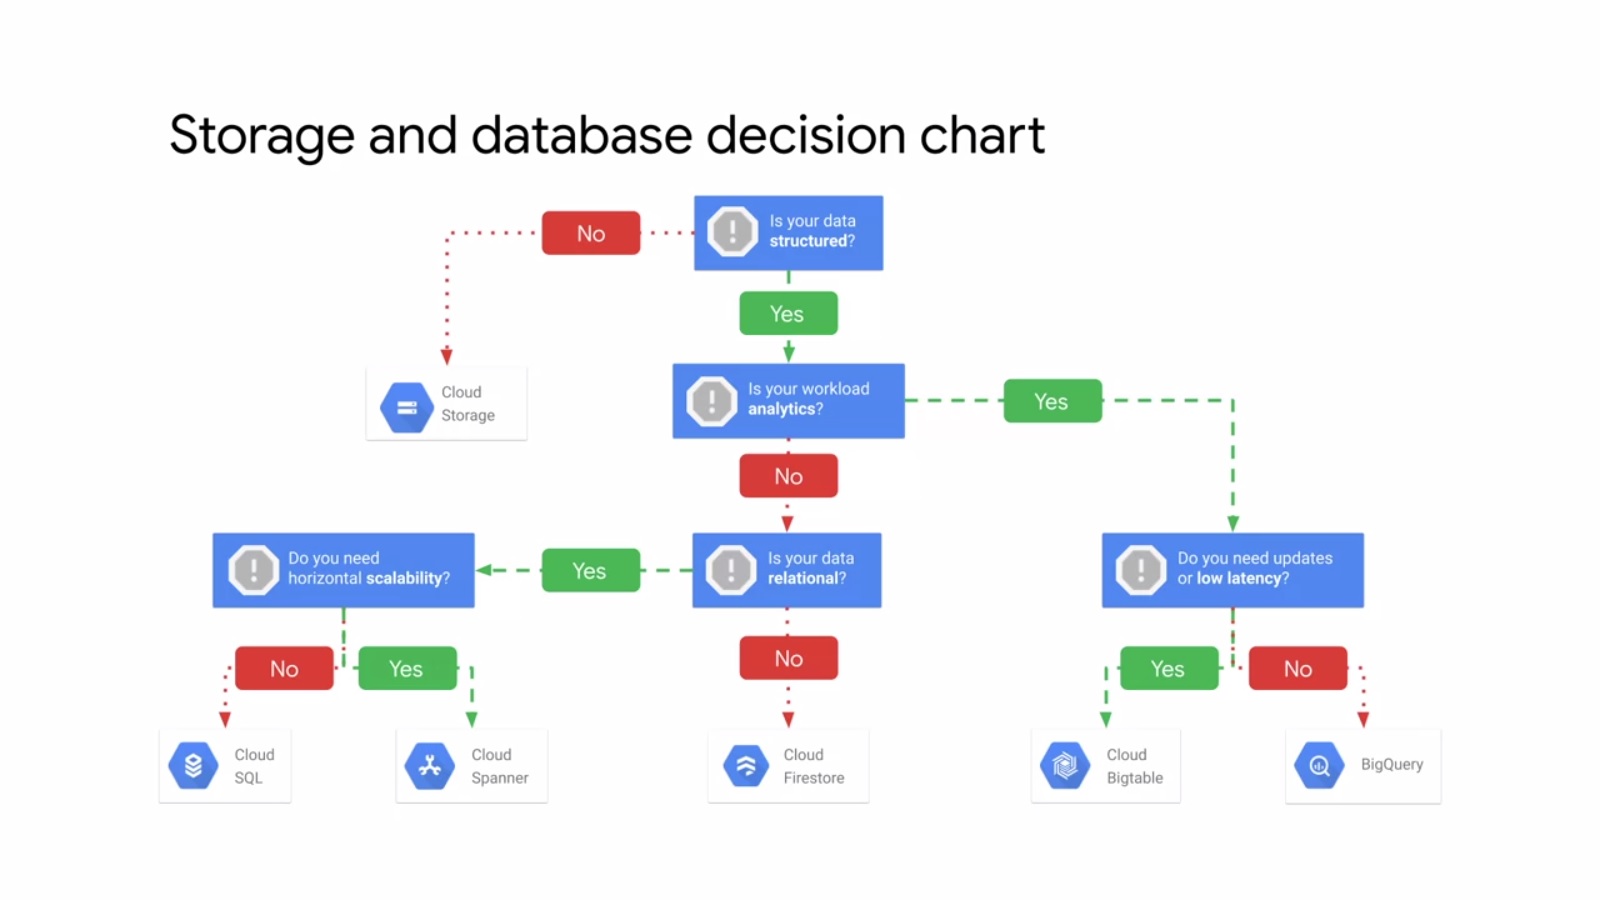 Storage and database decision chart
No
Is your data
structured?
Yes
Cloud
Storage
Is your workload
analytics?
Yes
No
Do you need
horizontal scalability?
Yes
Is your data
relational?
Do you need updates
or low latency?
No
Yes
No
Yes
No
Cloud
SQL
Cloud
Spanner
Cloud
Firestore
Cloud
Bigtable
BigQuery